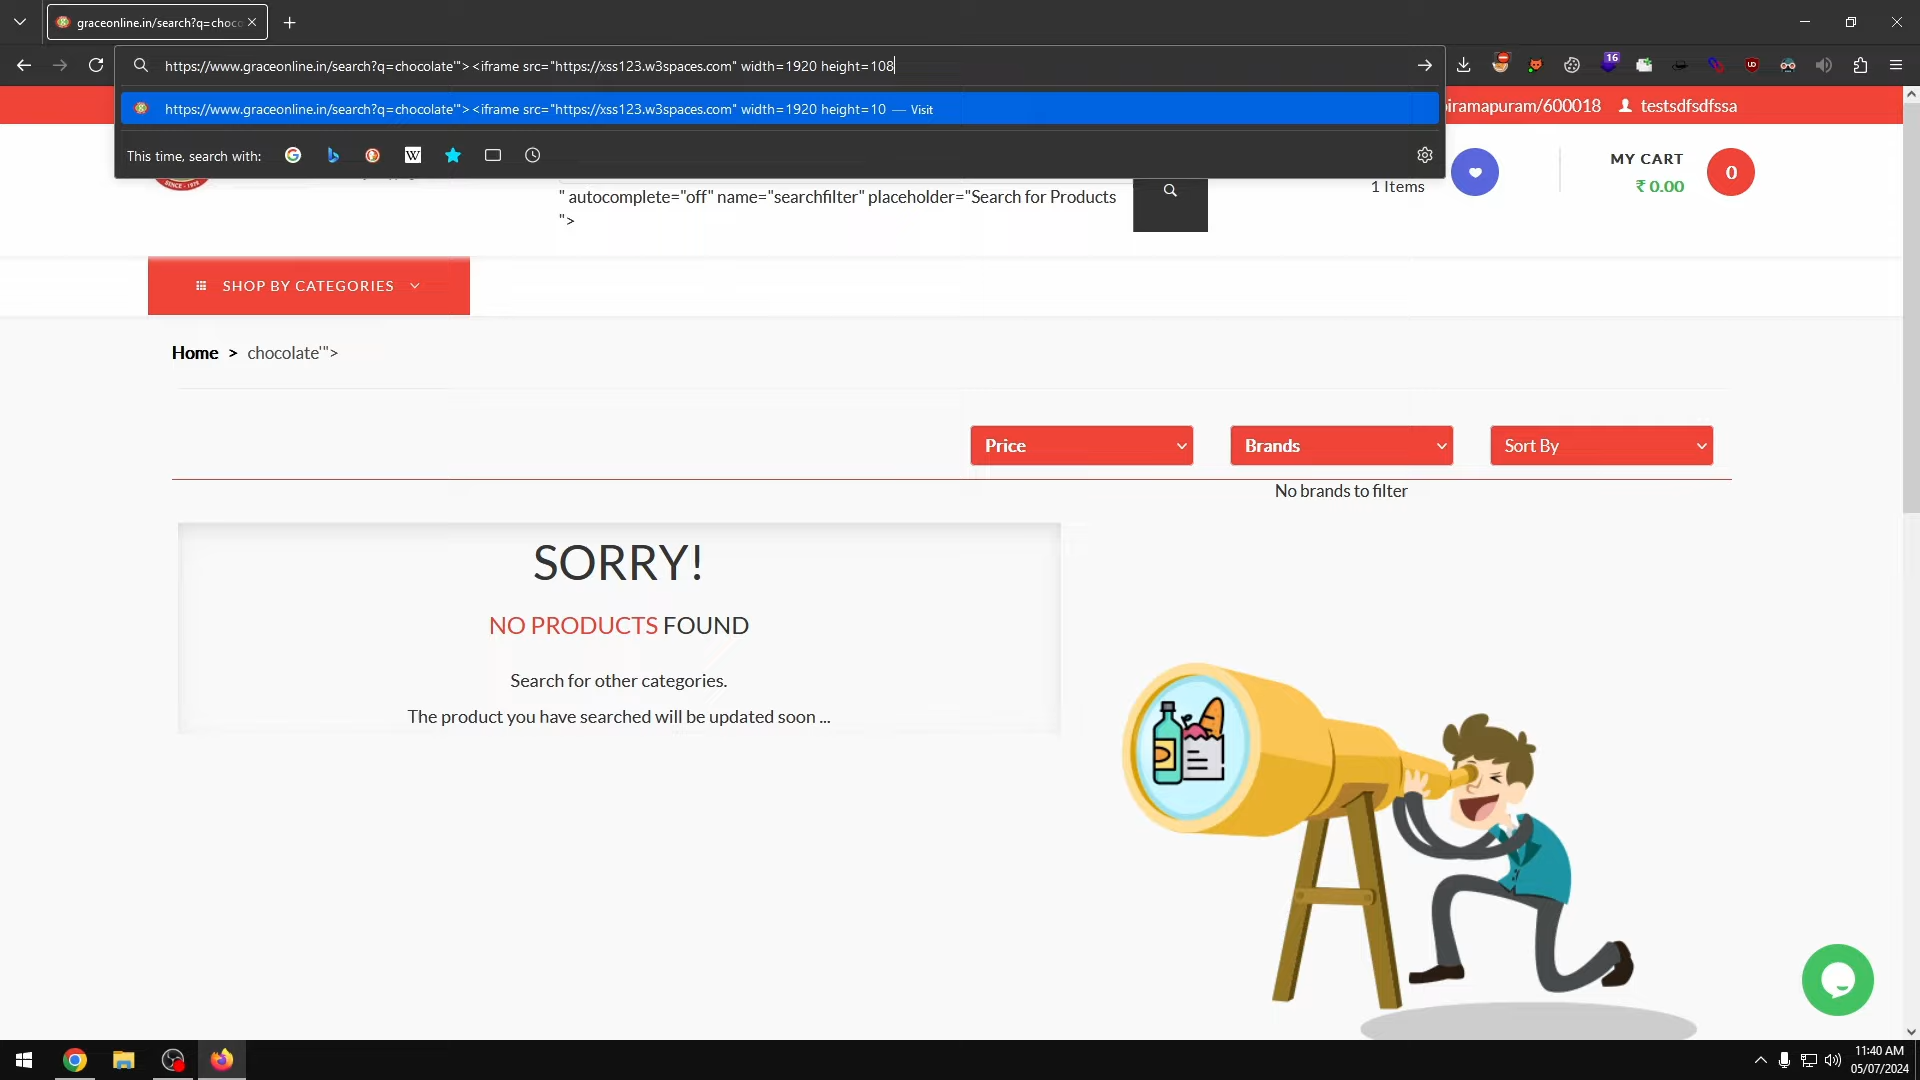 graceonline.in/search?q=choco
https://www.graceonline.in/search?q=chocolate'"><iframe src="https://xss123.w3spaces.com" width=1920 height=108
https://www.graceonline.in/search?q=chocolate'"><iframe src="https://xss123.w3spaces.com" width=1920 height=10 — Visit
This time, search with:
16
iramapuram/600018 testsdfsdfssa
SINCE - 1975
" autocomplete="off" name="searchfilter" placeholder="Search for Products
">
1 Items
MY CART
₹ 0.00
0
SHOP BY CATEGORIES
Home > chocolate'">
Price
Brands
Sort By
No brands to filter
SORRY!
NO PRODUCTS FOUND
Search for other categories.
The product you have searched will be updated soon ...
11:40 AM
05/07/2024